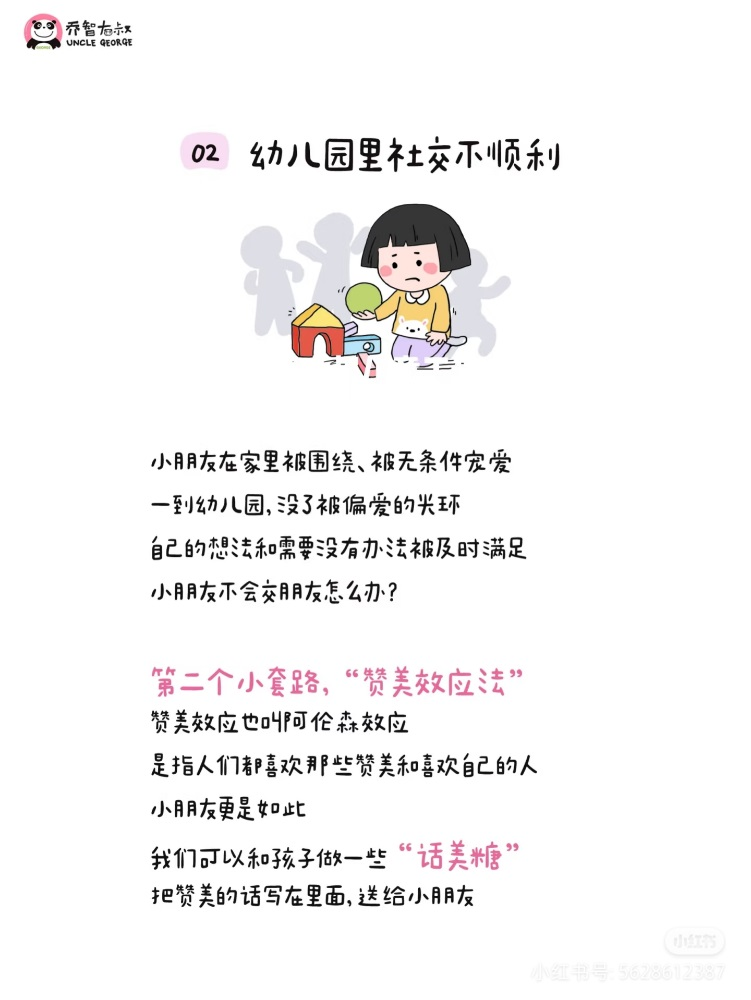 乔智大叔
UNCLE GEORGE
02 幼儿园里社交不顺利
小朋友在家里被围绕、被无条件宠爱
一到幼儿园,没了被偏爱的光环
自己的想法和需要没有办法被及时满足
小朋友不会交朋友怎么办?
第二个小套路,“赞美效应法”
赞美效应也叫阿伦森效应
是指人们都喜欢那些赞美和喜欢自己的人
小朋友更是如此
我们可以和孩子做一些“话美糖”
把赞美的话写在里面,送给小朋友
小红书
小红书号: 5628612387